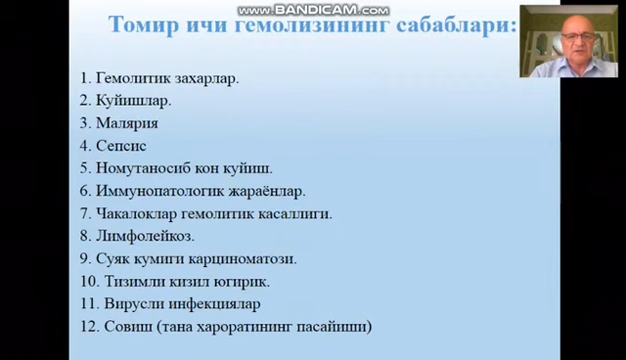 www.BANDICAM.com
Томир ичи гемолизининг сабаблари:
1. Гемолитик захарлар.
2. Куйишлар.
3. Малярия
4. Сепсис
5. Номутаносиб кон куйиш.
6. Иммунопатологик жараёнлар.
7. Чакалоклар гемолитик касаллиги.
8. Лимфолейкоз.
9. Суяк кумиги карциноматози.
10. Тизимли кизил югирик.
11. Вирусли инфекциялар
12. Совиш (тана хароратининг пасайиши)